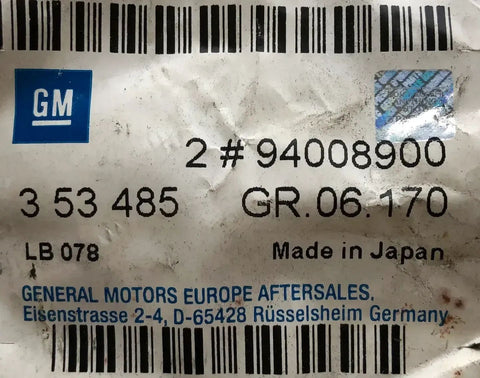 GM
2 # 94008900
3 53 485 GR.06.170
LB 078 Made in Japan
GENERAL MOTORS EUROPE AFTERSALES.
Eisenstrasse 2-4, D-65428 Rüsselsheim Germany